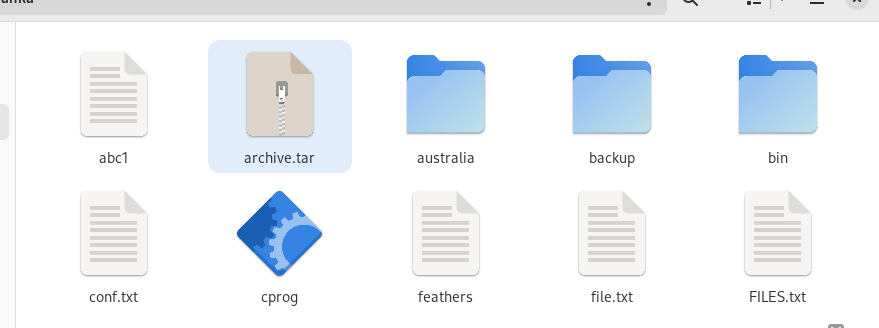 abc1
archive.tar
australia
backup
bin
conf.txt
cprog
feathers
file.txt
FILES.txt